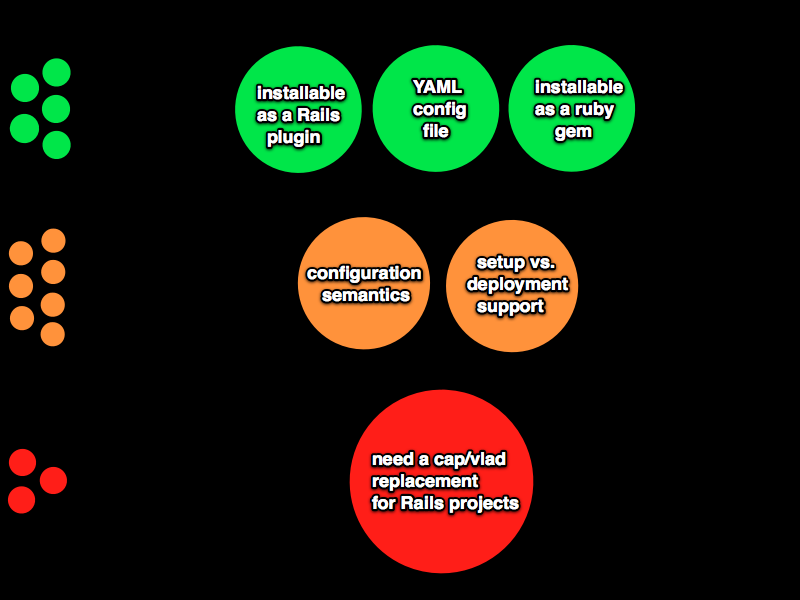 installable
as a Rails
plugin
YAML
config
file
installable
as a ruby
gem
configuration
semantics
setup vs.
deployment
support
need a cap/vlad
replacement
for Rails projects